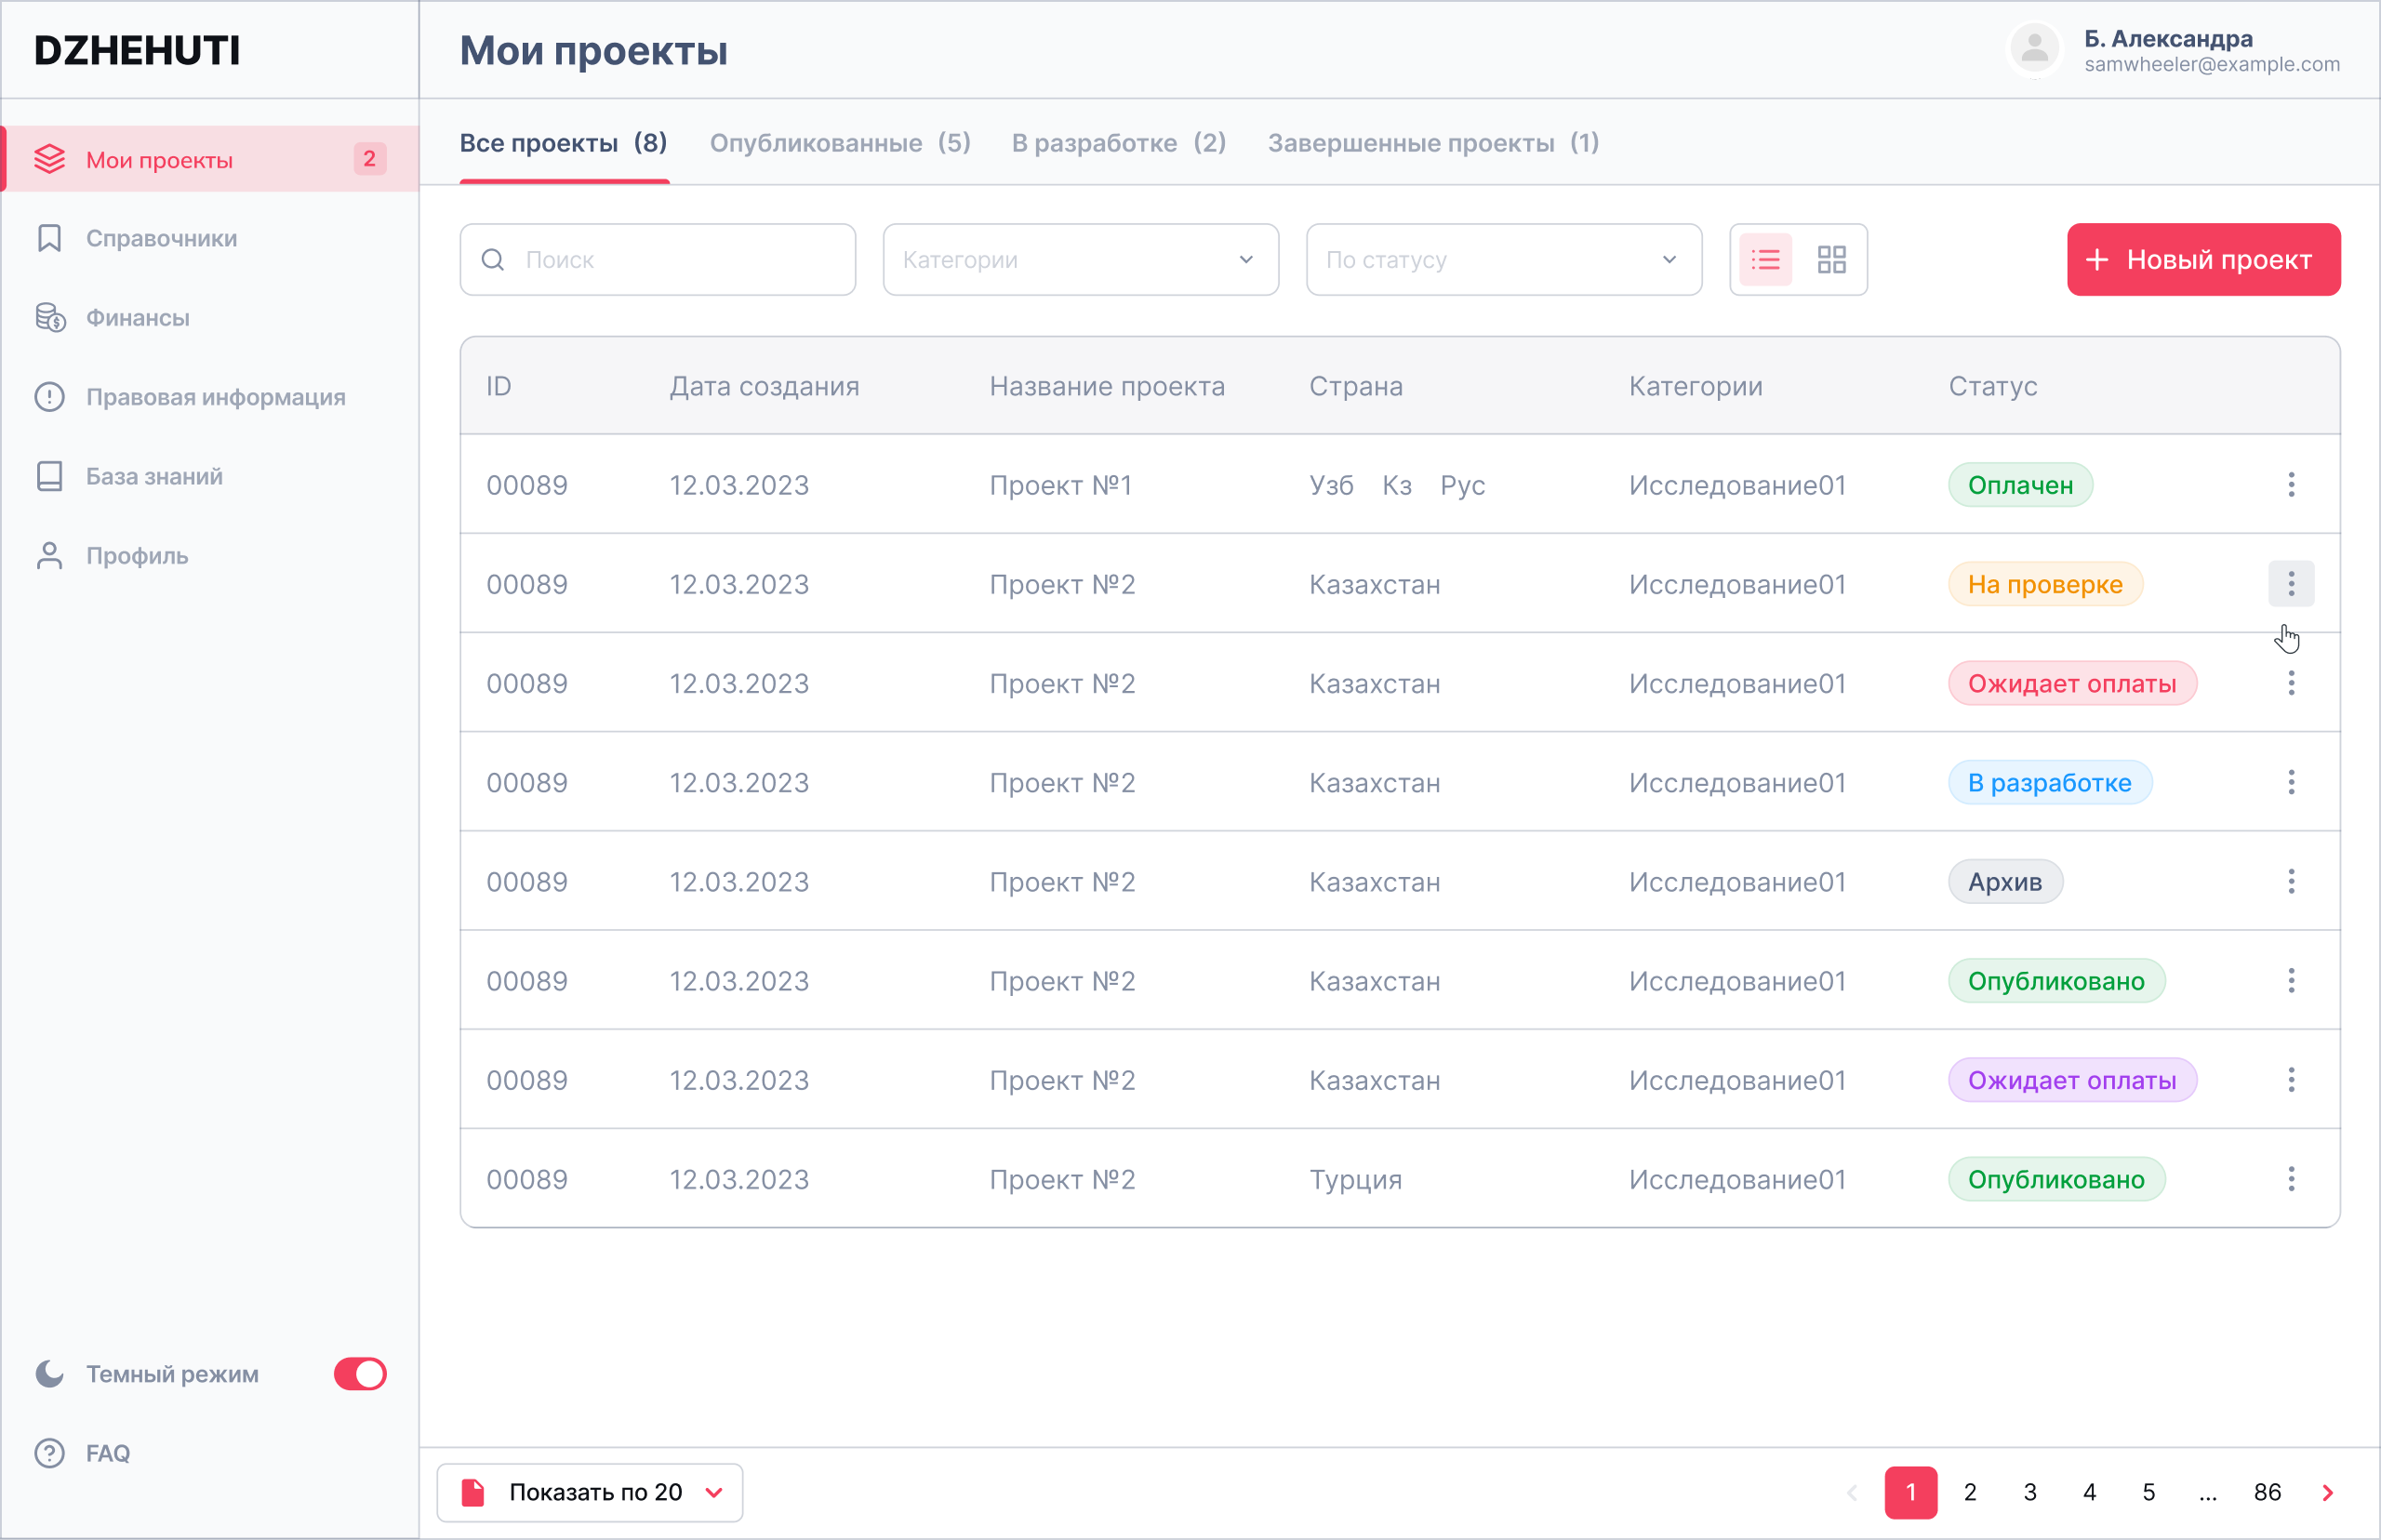 DZHEHUTI
Мои проекты
Б. Александра
samwheeler@example.com
Мои проекты 2
Справочники
Финансы
Правовая информация
База знаний
Профиль
Темный режим
FAQ
Все проекты (8) Опубликованные (5) В разработке (2) Завершенные проекты (1)
Поиск Категории По статусу Новый проект
ID Дата создания Название проекта Страна Категории Статус
00089 12.03.2023 Проект №1 Узб Кз Рус Исследование01 Оплачен
00089 12.03.2023 Проект №2 Казахстан Исследование01 На проверке
00089 12.03.2023 Проект №2 Казахстан Исследование01 Ожидает оплаты
00089 12.03.2023 Проект №2 Казахстан Исследование01 В разработке
00089 12.03.2023 Проект №2 Казахстан Исследование01 Архив
00089 12.03.2023 Проект №2 Казахстан Исследование01 Опубликовано
00089 12.03.2023 Проект №2 Казахстан Исследование01 Ожидает оплаты
00089 12.03.2023 Проект №2 Турция Исследование01 Опубликовано
Показать по 20
1 2 3 4 5 ... 86